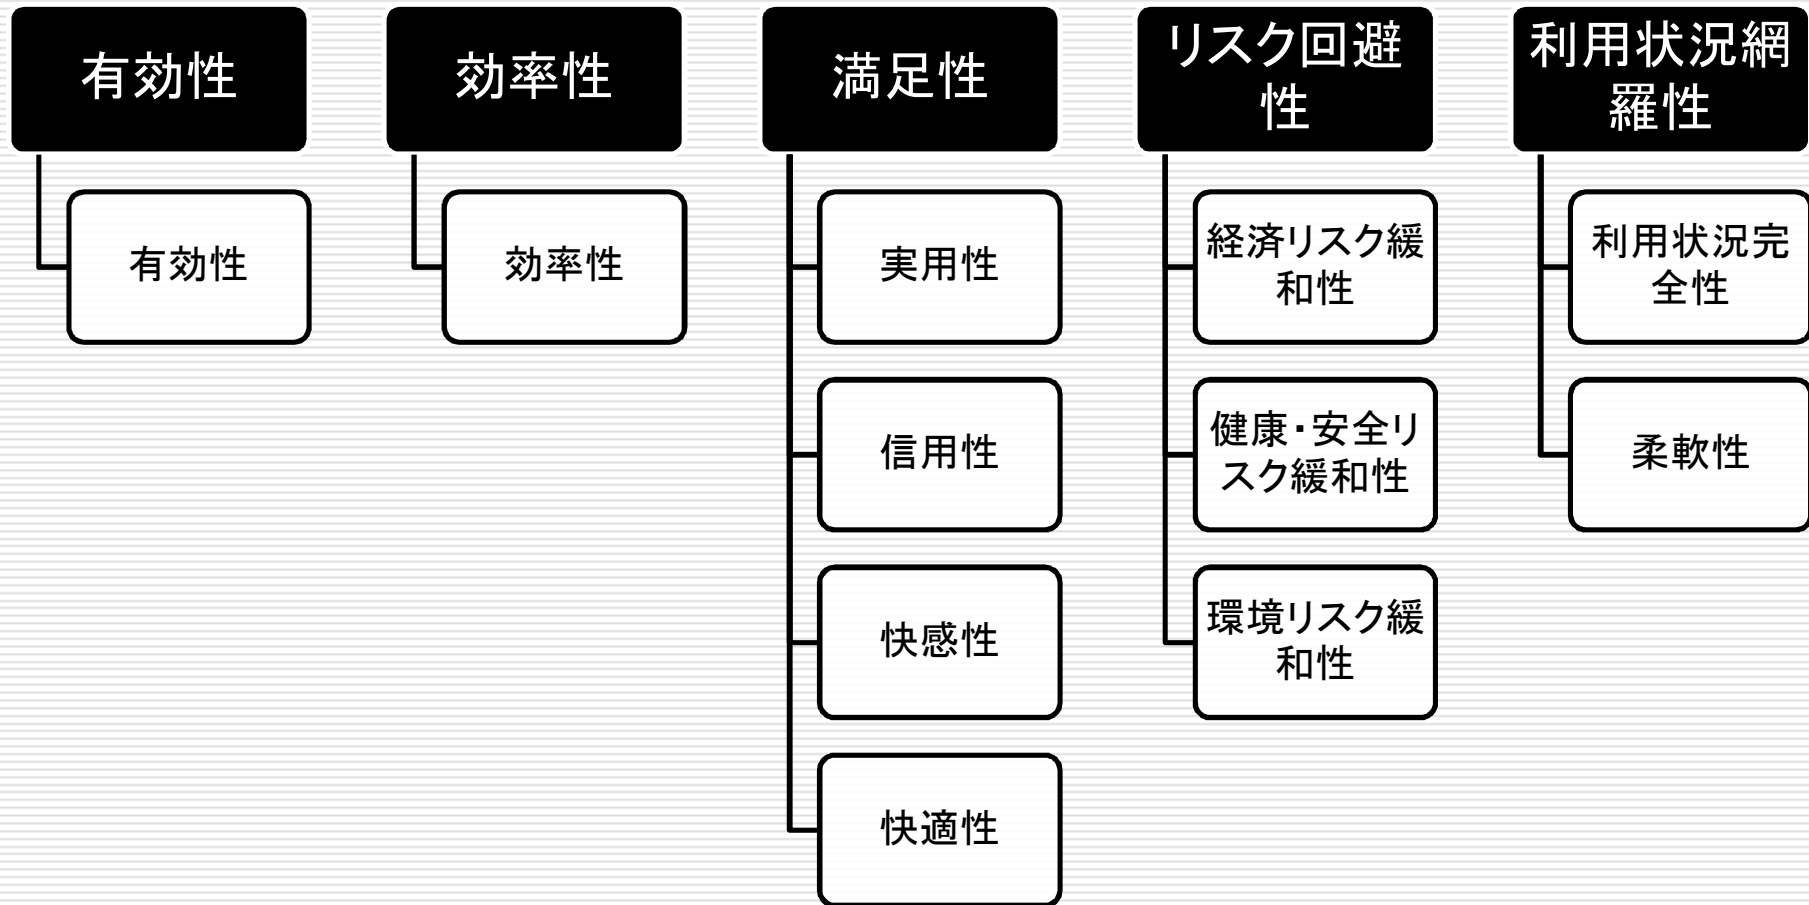 有効性
有効性
効率性
効率性
満足性
実用性
信用性
快感性
快適性
リスク回避
性
経済リスク緩
和性
健康・安全リ
スク緩和性
環境リスク緩
和性
利用状況網
羅性
利用状況完
全性
柔軟性